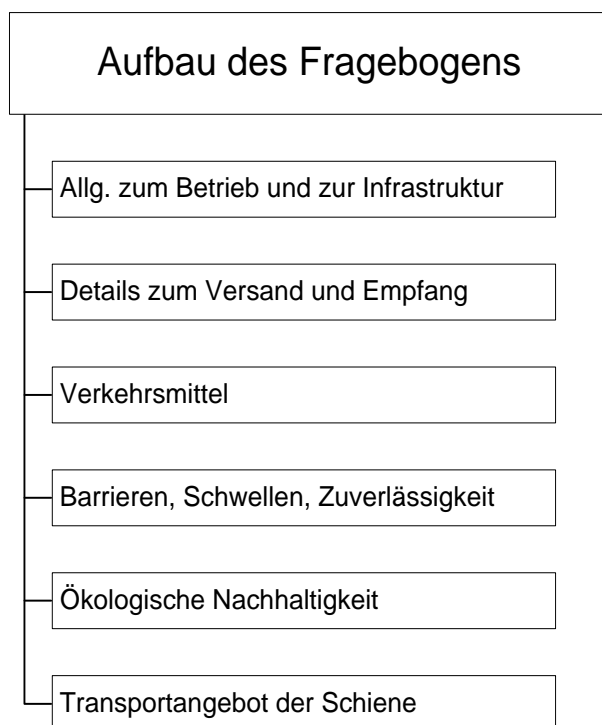 Aufbau des Fragebogens
Allg. zum Betrieb und zur Infrastruktur
Details zum Versand und Empfang
Verkehrsmittel
Barrieren, Schwellen, Zuverlässigkeit
Ökologische Nachhaltigkeit
Transportangebot der Schiene